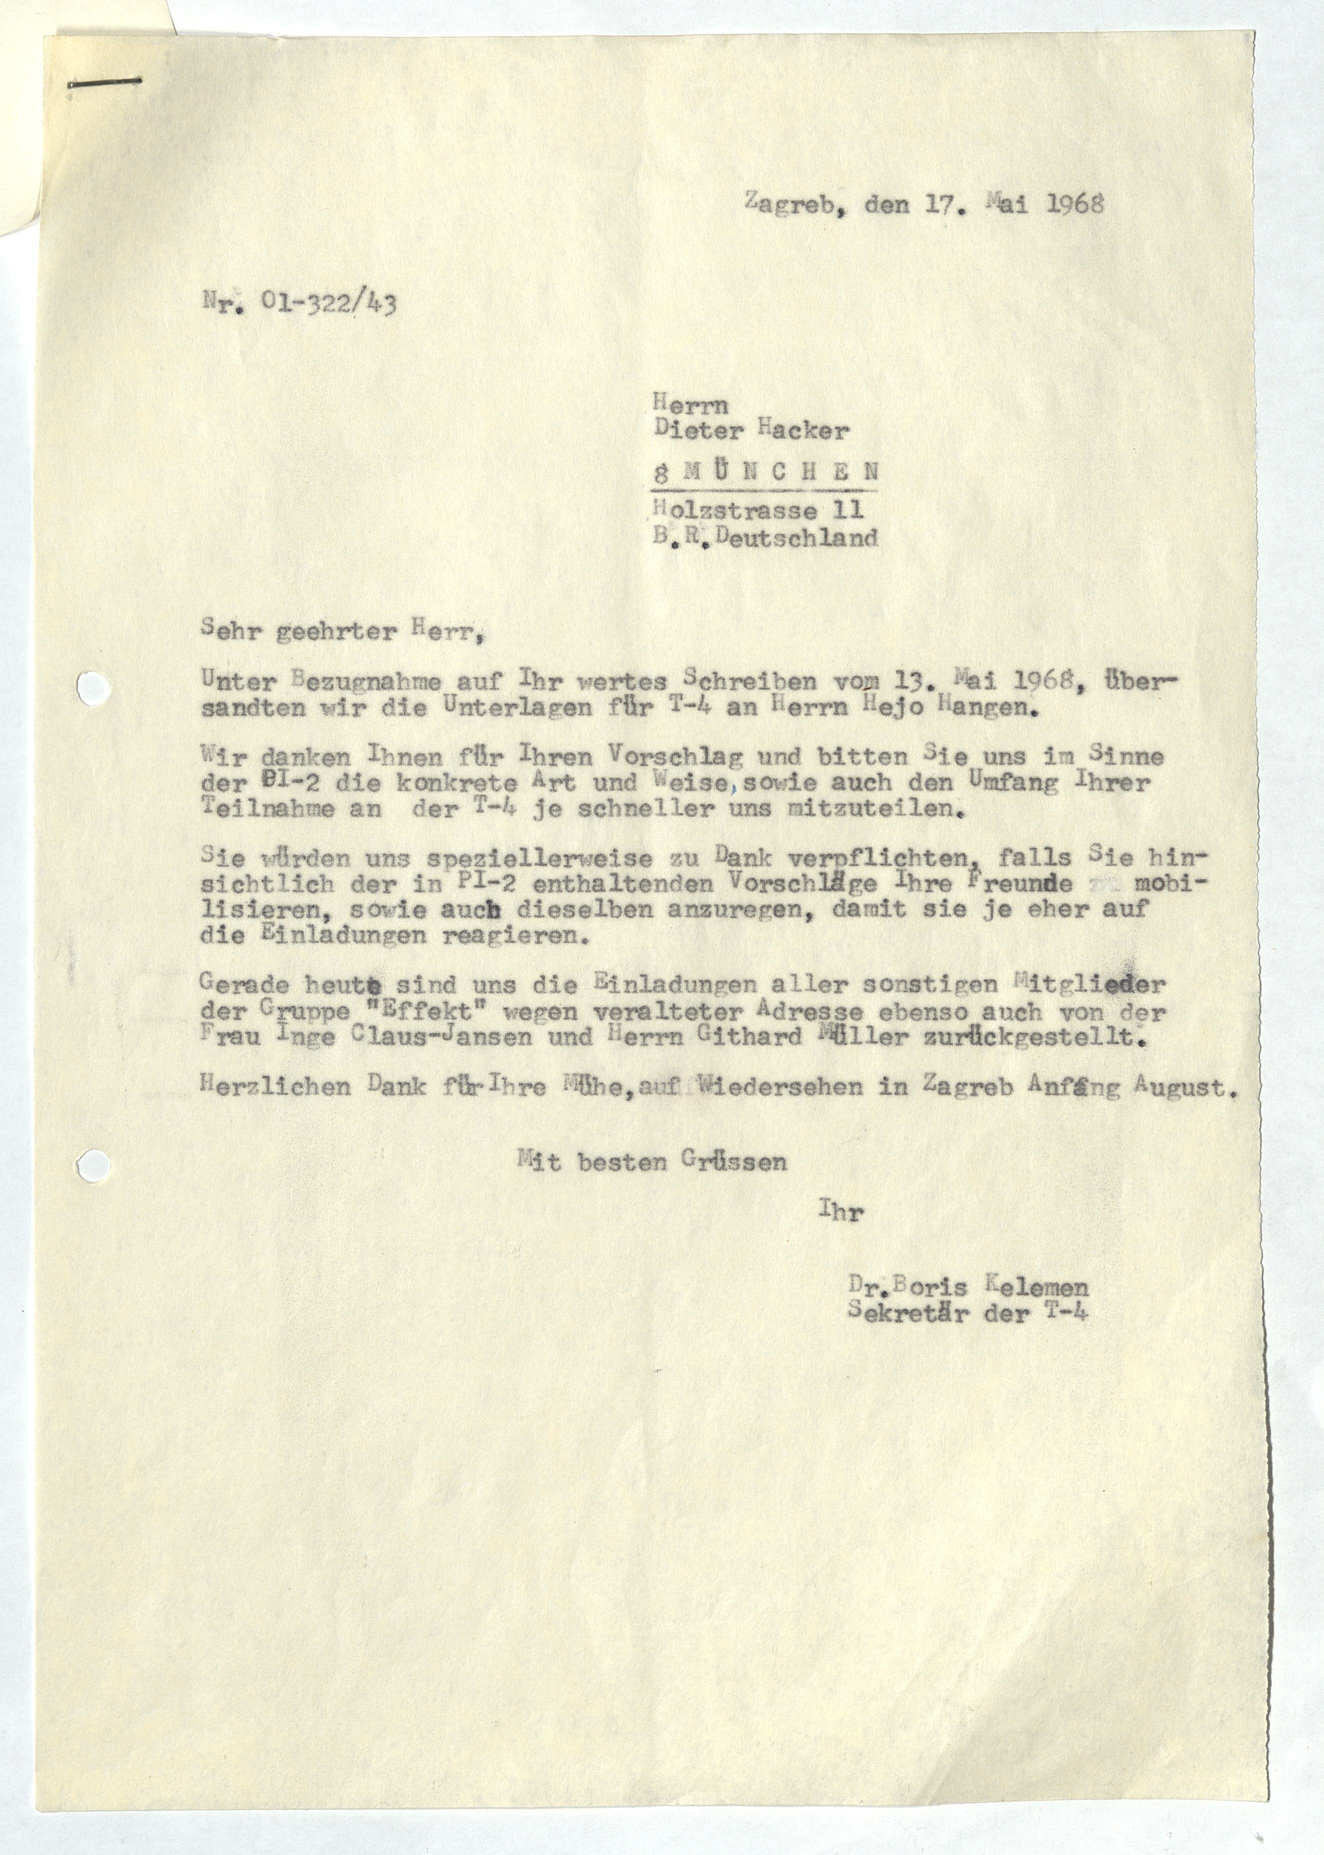 Zagreb, den 17. Mai 1968
Nr. 01-322/43
Herrn
Dieter Hacker
8 M Ü N C H E N
Holzstrasse 11
B.R.Deutschland
Sehr geehrter Herr,
Unter Bezugnahme auf Ihr wertes Schreiben vom 13. Mai 1968, über-
sandten wir die Unterlagen für T-4 an Herrn Hejo Hangen.
Wir danken Ihnen für Ihren Vorschlag und bitten Sie uns im Sinne
der PI-2 die konkrete Art und Weise, sowie auch den Umfang Ihrer
Teilnahme an der T-4 je schneller uns mitzuteilen.
Sie würden uns speziellerweise zu Dank verpflichten, falls Sie hin-
sichtlich der in PI-2 enthaltenden Vorschläge Ihre Freunde mobi-
lisieren, sowie auch dieselben anzuregen, damit sie je eher auf
die Einladungen reagieren.
Gerade heute sind uns die Einladungen aller sonstigen Mitglieder
der Gruppe "Effekt" wegen veralteter Adresse ebenso auch von der
Frau Inge Claus-Jansen und Herrn Githard Müller zurückgestellt.
Herzlichen Dank für Ihre Mühe, auf Wiedersehen in Zagreb Anfang August.
Mit besten Grüssen
Ihr
Dr.Boris Kelemen
Sekretär der T-4